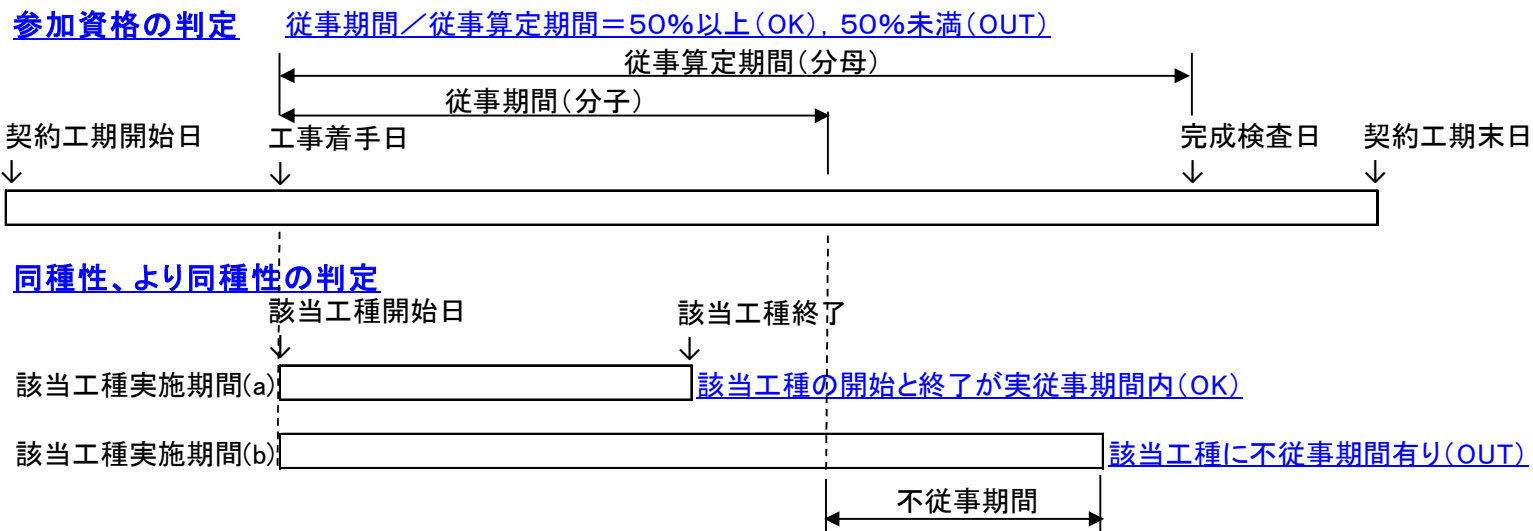 参加資格の判定 従事期間／従事算定期間＝50％以上（OK），50％未満（OUT）
従事算定期間（分母）
従事期間（分子）
契約工期開始日 工事着手日 完成検査日 契約工期末日
↓ ↓ ↓ ↓
同種性、より同種性の判定
該当工種開始日 該当工種終了
↓ ↓
該当工種実施期間(a) 該当工種の開始と終了が実従事期間内（OK）
該当工種実施期間(b) 該当工種に不従事期間有り（OUT）
不従事期間